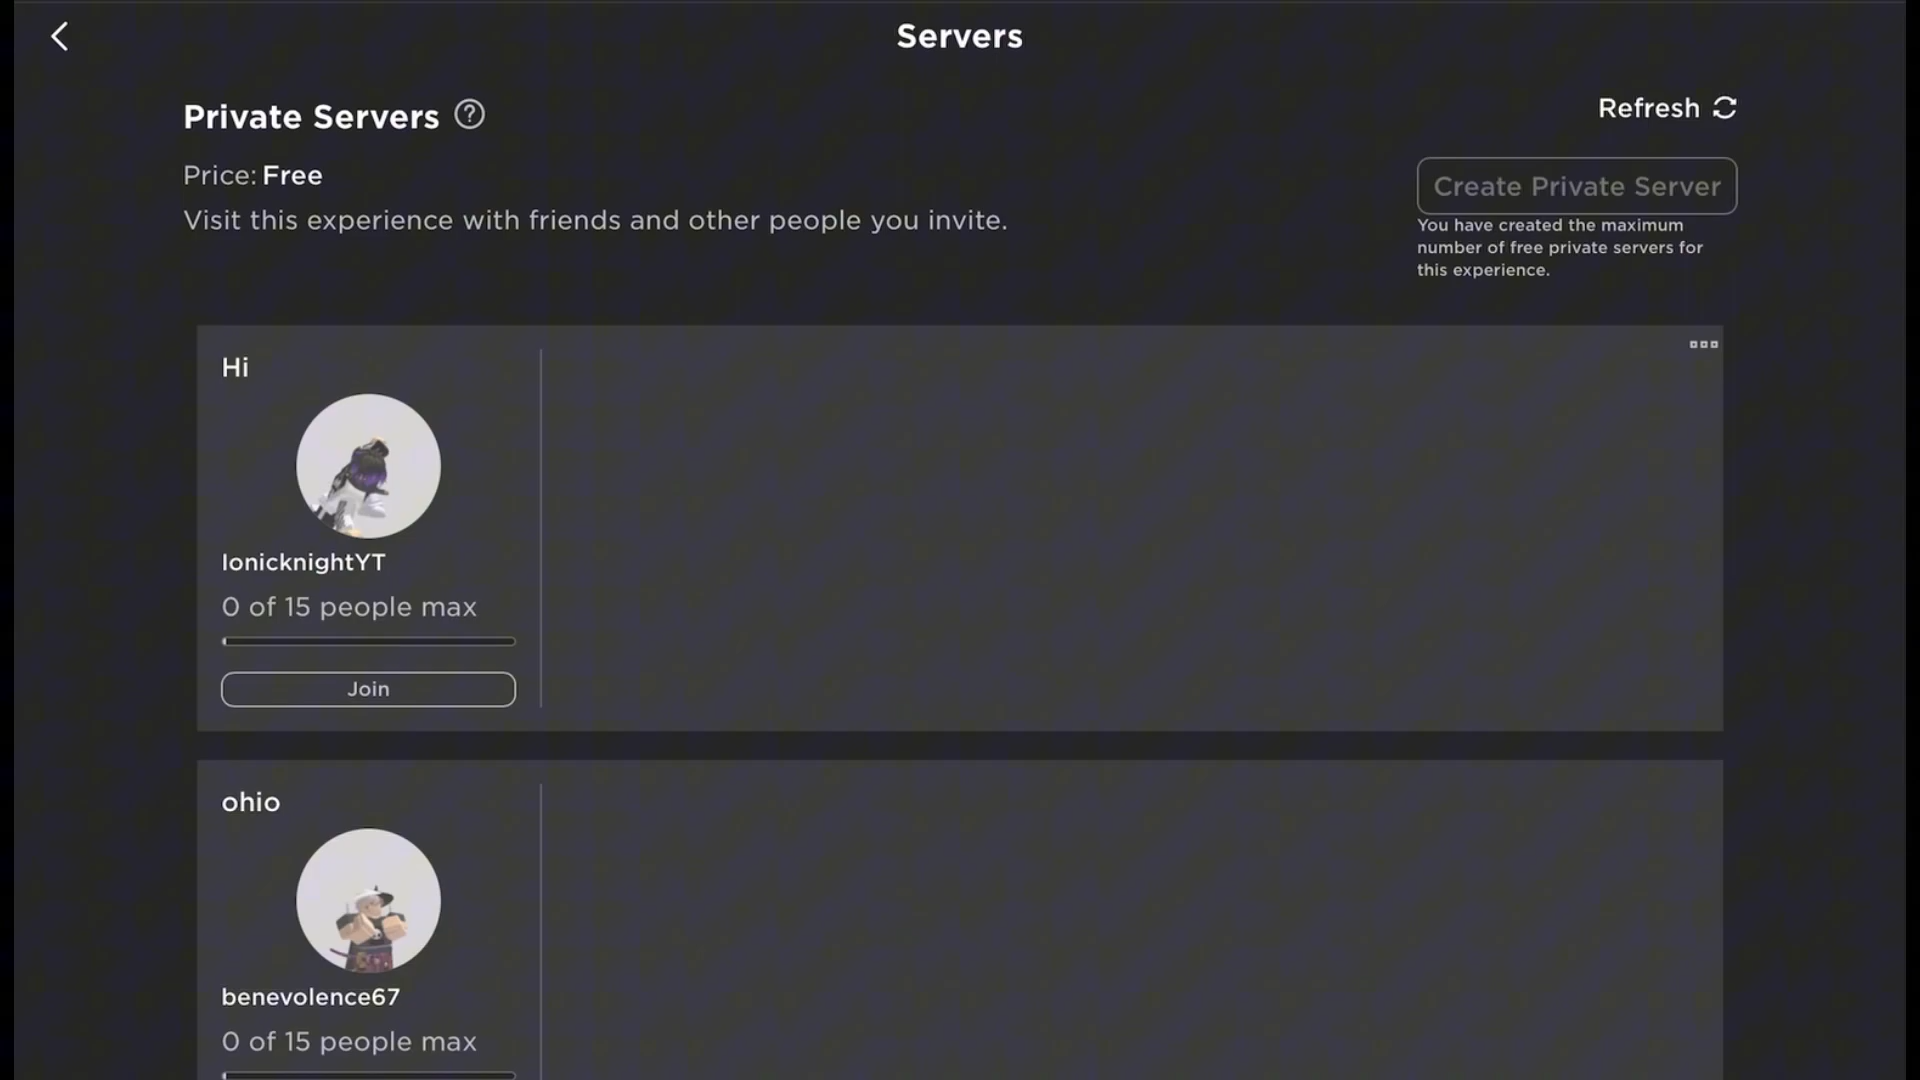 Servers
Private Servers
Refresh
Price: Free
Create Private Server
Visit this experience with friends and other people you invite.
You have created the maximum
number of free private servers for
this experience.
Hi
IonicknightYT
0 of 15 people max
Join
ohio
benevolence67
0 of 15 people max